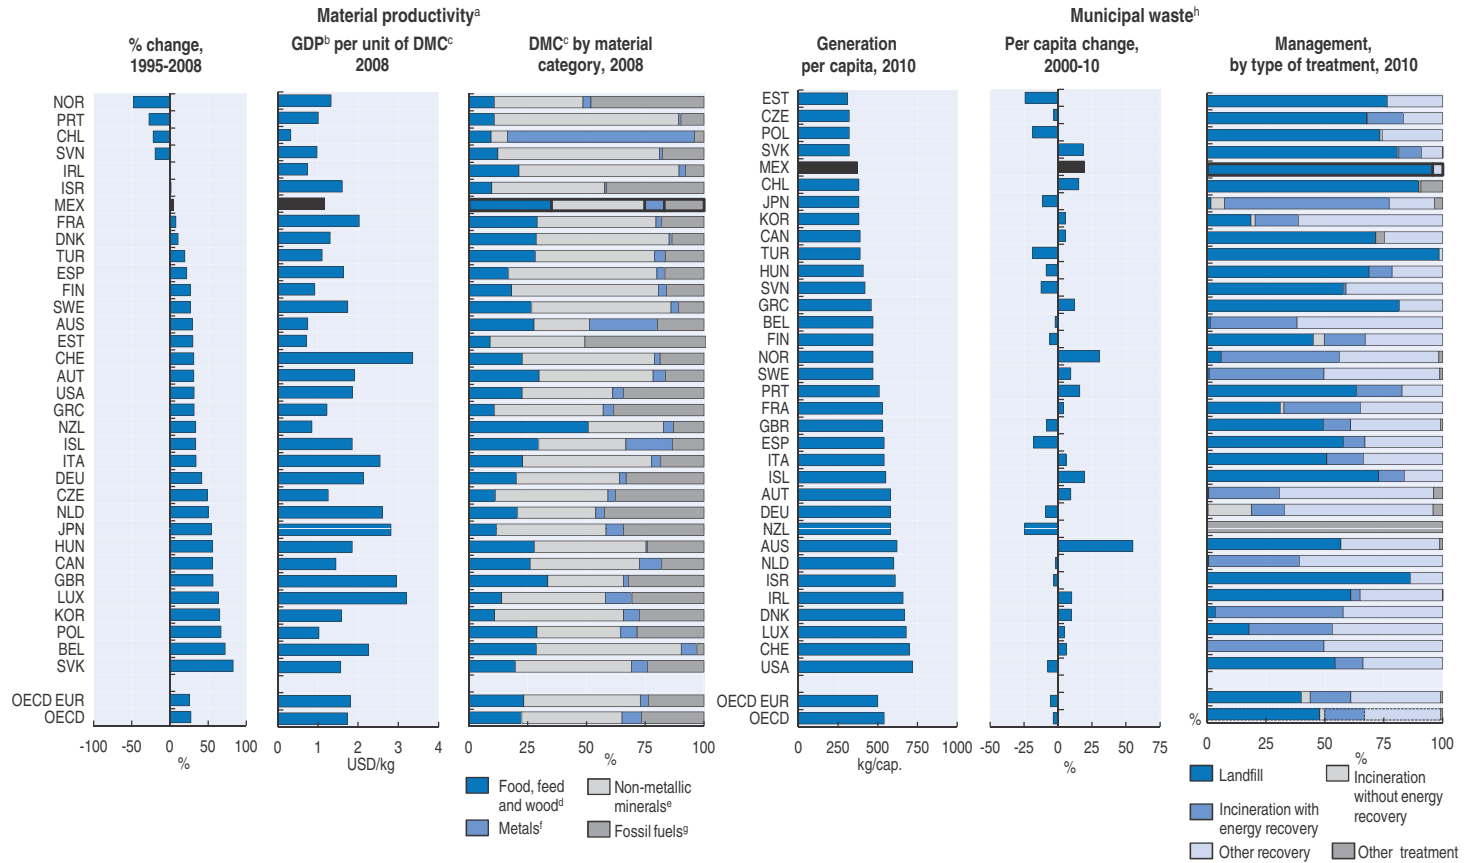 Material productivityᵃ
% change,
1995-2008
GDPᵇ per unit of DMCᶜ
2008
DMCᶜ by material
category, 2008
NOR
PRT
CHL
SVN
IRL
ISR
MEX
FRA
DNK
TUR
ESP
FIN
SWE
AUS
EST
CHE
AUT
USA
GRC
NZL
ISL
ITA
DEU
CZE
NLD
JPN
HUN
CAN
GBR
LUX
KOR
POL
BEL
SVK
OECD EUR
OECD
-100 -50 0 50 100
%
0 1 2 3 4
USD/kg
0 25 50 75 100
%
Food, feed
and woodᵈ
Non-metallic
mineralsᵉ
Metalsᶠ
Fossil fuelsᵍ
Municipal wasteʰ
Generation
per capita, 2010
Per capita change,
2000-10
Management,
by type of treatment, 2010
EST
CZE
POL
SVK
MEX
CHL
JPN
KOR
CAN
TUR
HUN
SVN
GRC
BEL
FIN
NOR
SWE
PRT
FRA
GBR
ESP
ITA
ISL
AUT
DEU
NZL
AUS
NLD
ISR
IRL
DNK
LUX
CHE
USA
OECD EUR
OECD
%
0 250 500 750 1000
kg/cap.
-50 -25 0 25 50 75
%
0 25 50 75 100
%
Landfill
Incineration
without energy
recovery
Incineration with
energy recovery
Other recovery
Other treatment